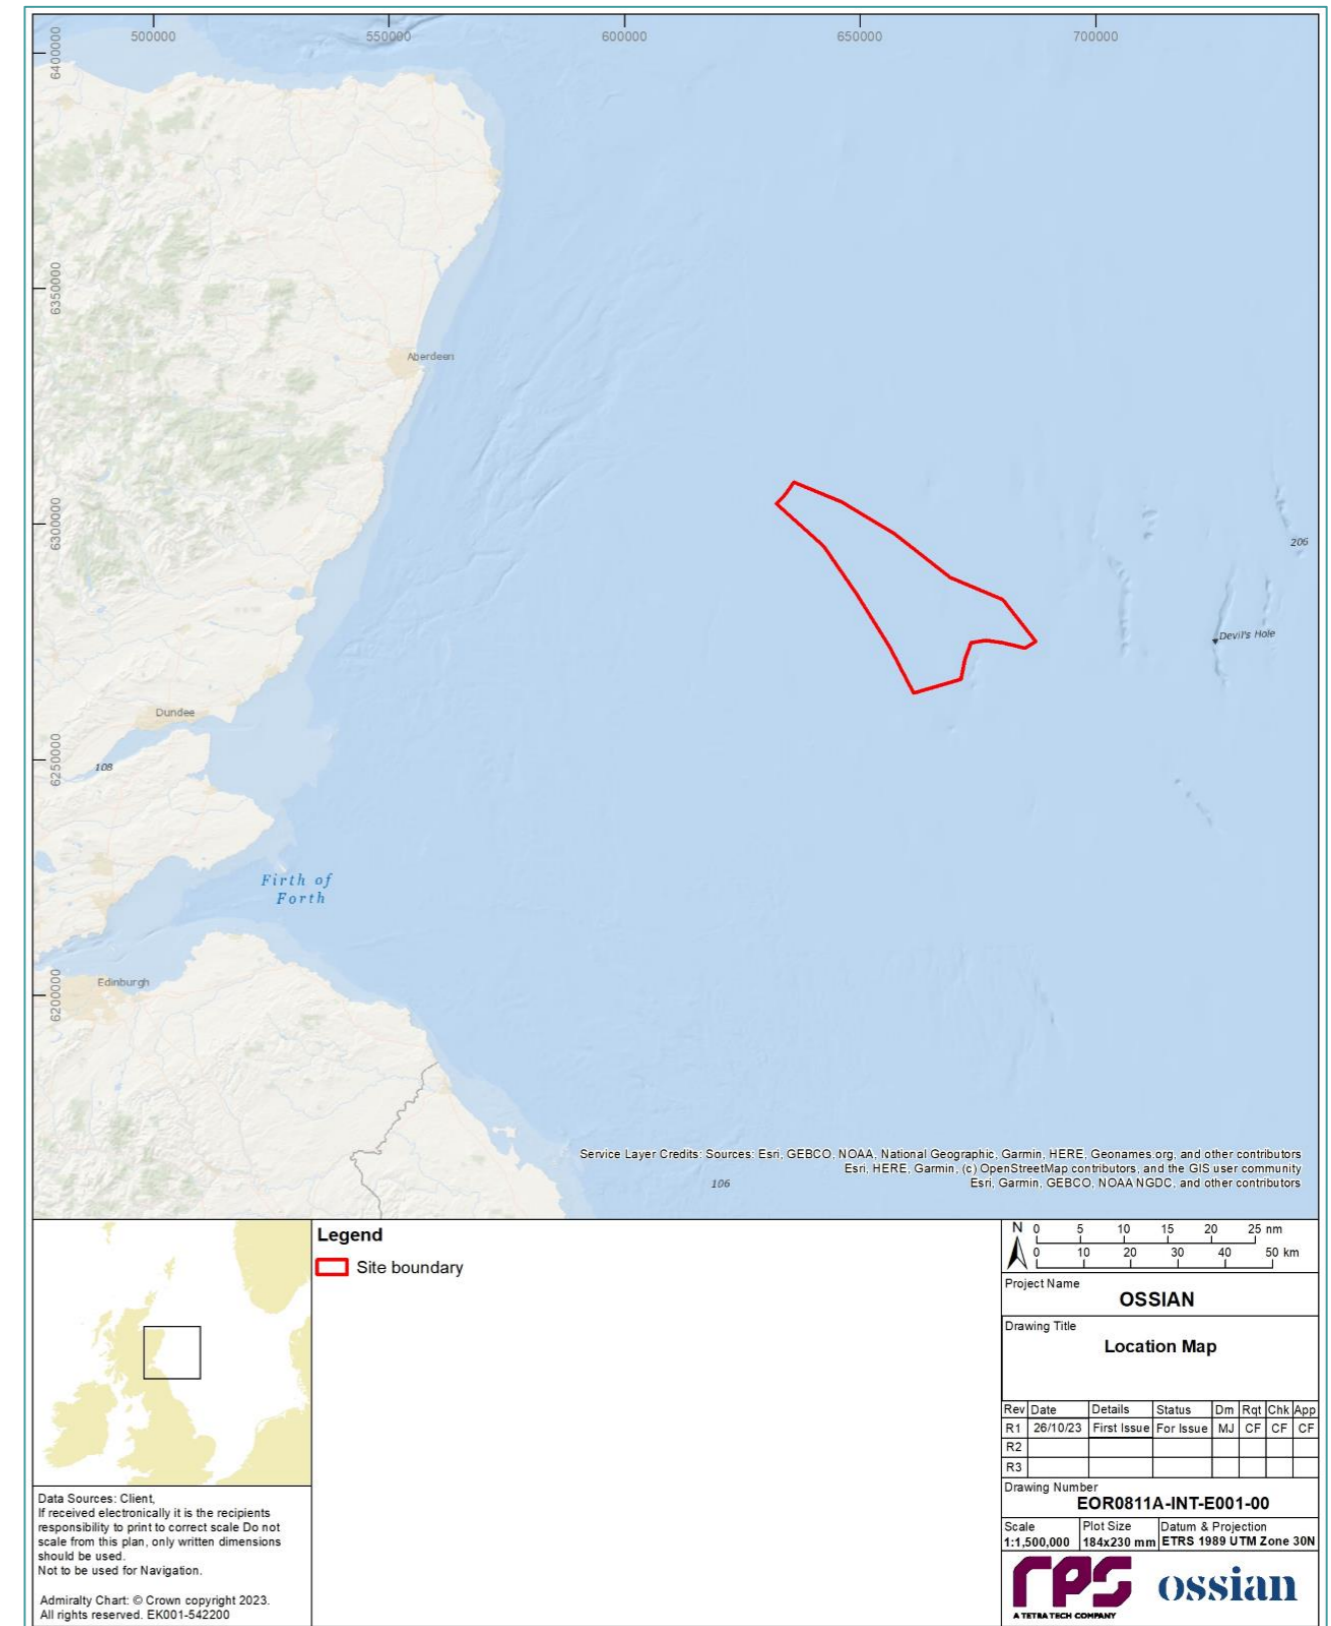 500000
550000
600000
650000
700000
6400000
6350000
6300000
6250000
6200000
Aberdeen
206
Devil's Hole
Dundee
108
Firth of
Forth
Edinburgh
106
Service Layer Credits: Sources: Esri, GEBCO, NOAA, National Geographic, Garmin, HERE, Geonames.org, and other contributors
Esri, HERE, Garmin, (c) OpenStreetMap contributors, and the GIS user community
Esri, Garmin, GEBCO, NOAA NGDC, and other contributors
Legend
Site boundary
Data Sources: Client,
If received electronically it is the recipients
responsibility to print to correct scale Do not
scale from this plan, only written dimensions
should be used.
Not to be used for Navigation.
Admiralty Chart: © Crown copyright 2023.
All rights reserved. EK001-542200
N
0 5 10 15 20 25 nm
0 10 20 30 40 50 km
Project Name
OSSIAN
Drawing Title
Location Map
Rev Date Details Status Dm Rqt Chk App
R1 26/10/23 First Issue For Issue MJ CF CF CF
R2
R3
Drawing Number
EOR0811A-INT-E001-00
Scale Plot Size Datum & Projection
1:1,500,000 184x230 mm ETRS 1989 UTM Zone 30N
rps
A TETRA TECH COMPANY
ossian